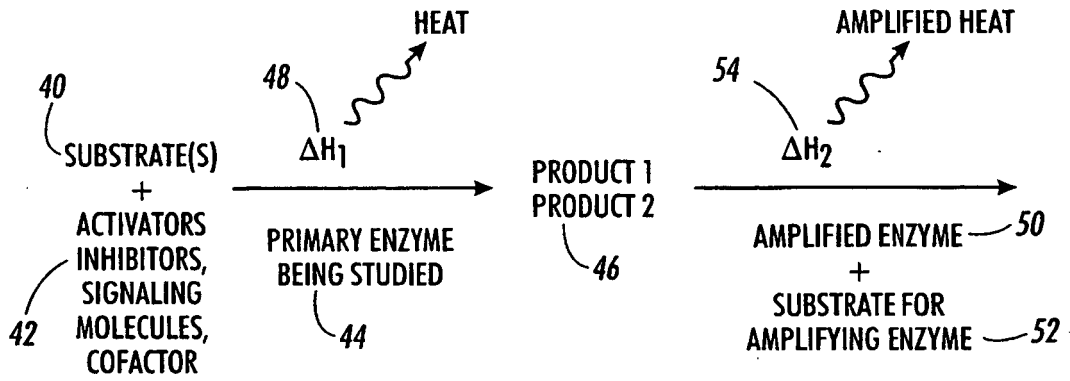 HEAT
AMPLIFIED HEAT
40
48
54
SUBSTRATE(S)
+
ACTIVATORS
INHIBITORS,
SIGNALING
MOLECULES,
COFACTOR
42
ΔH1
PRIMARY ENZYME
BEING STUDIED
44
PRODUCT 1
PRODUCT 2
46
ΔH2
AMPLIFIED ENZYME
50
+
SUBSTRATE FOR
AMPLIFYING ENZYME
52